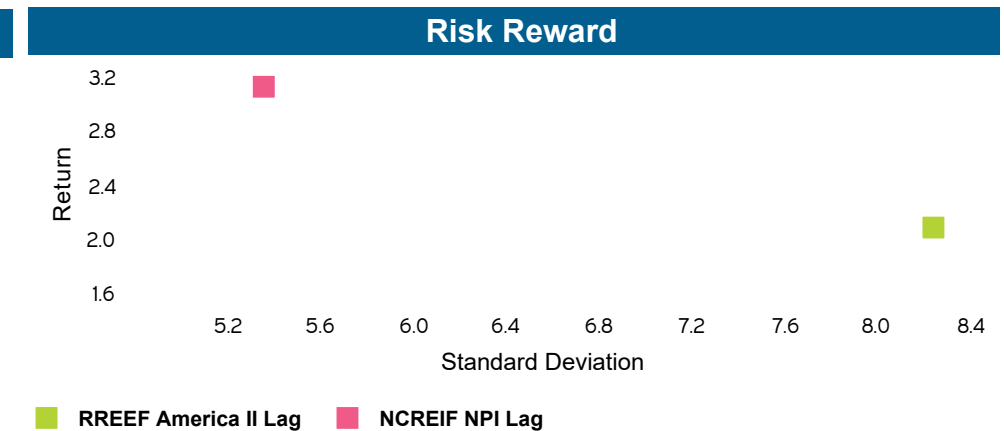 Risk Reward
3.2
2.8
2.4
2.0
1.6
Return
5.2 5.6 6.0 6.4 6.8 7.2 7.6 8.0 8.4
Standard Deviation
RREEF America II Lag NCREIF NPI Lag